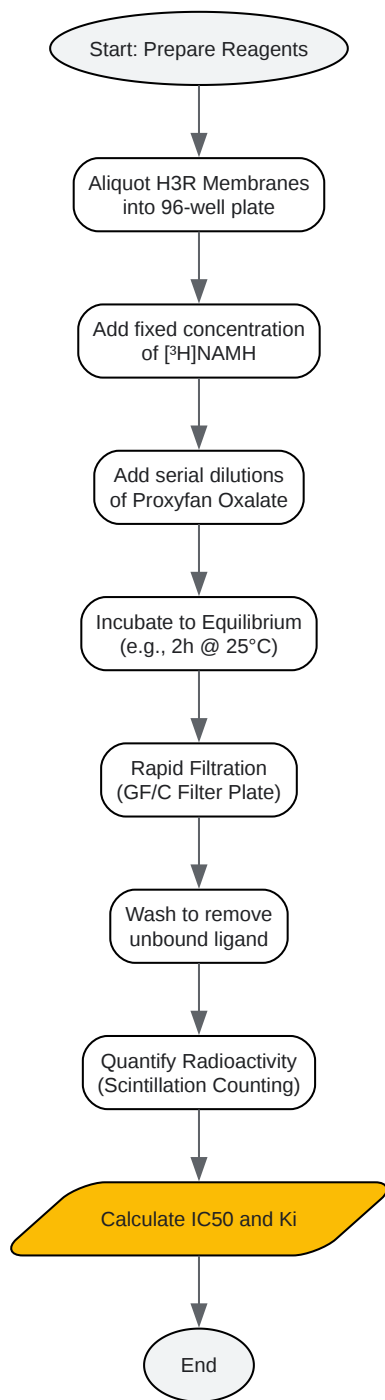 Start: Prepare Reagents
Aliquot H3R Membranes
into 96-well plate
Add fixed concentration
of [³H]NAMH
Add serial dilutions
of Proxyfan Oxalate
Incubate to Equilibrium
(e.g., 2h @ 25°C)
Rapid Filtration
(GF/C Filter Plate)
Wash to remove
unbound ligand
Quantify Radioactivity
(Scintillation Counting)
Calculate IC50 and Ki
End